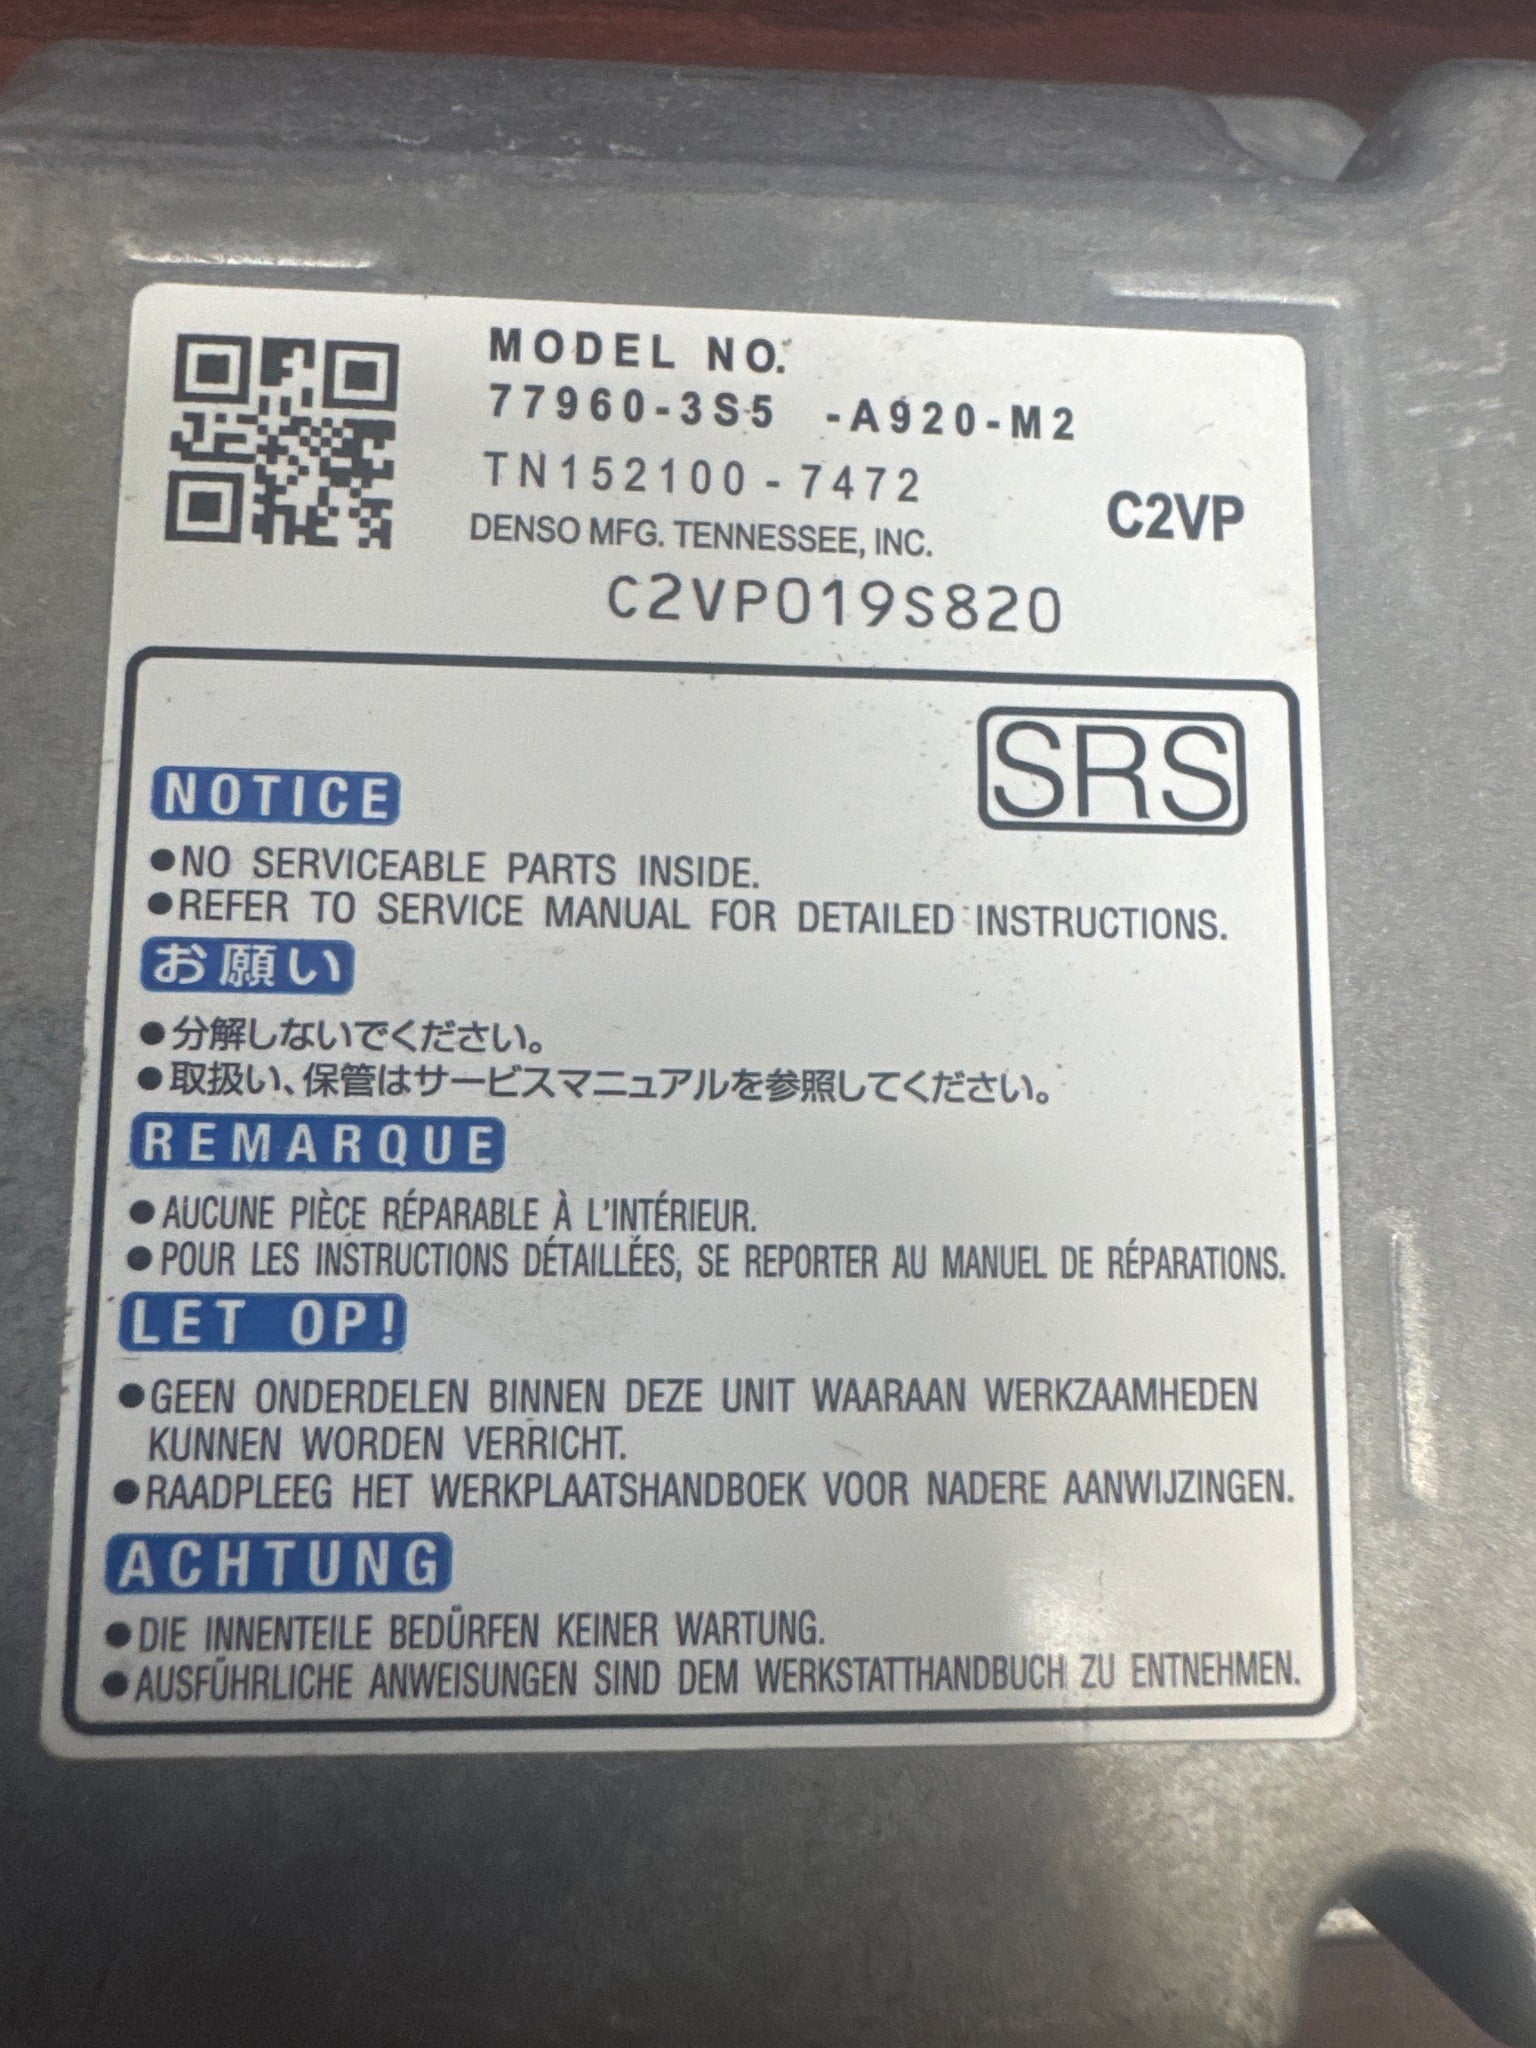 MODEL NO.
77960-3S5 -A920-M2
TN152100-7472
C2VP
DENSO MFG. TENNESSEE, INC.
C2VP019S820
SRS
NOTICE
●NO SERVICEABLE PARTS INSIDE.
●REFER TO SERVICE MANUAL FOR DETAILED INSTRUCTIONS.
お願い
●分解しないでください。
●取扱い、保管はサービスマニュアルを参照してください。
REMARQUE
●AUCUNE PIÈCE RÉPARABLE À L'INTÉRIEUR.
●POUR LES INSTRUCTIONS DÉTAILLÉES, SE REPORTER AU MANUEL DE RÉPARATIONS.
LET OP!
●GEEN ONDERDELEN BINNEN DEZE UNIT WAARAAN WERKZAAMHEDEN
KUNNEN WORDEN VERRICHT.
●RAADPLEEG HET WERKPLAATSHANDBOEK VOOR NADERE AANWIJZINGEN.
ACHTUNG
●DIE INNENTEILE BEDÜRFEN KEINER WARTUNG.
●AUSFÜHRLICHE ANWEISUNGEN SIND DEM WERKSTATTHANDBUCH ZU ENTNEHMEN.